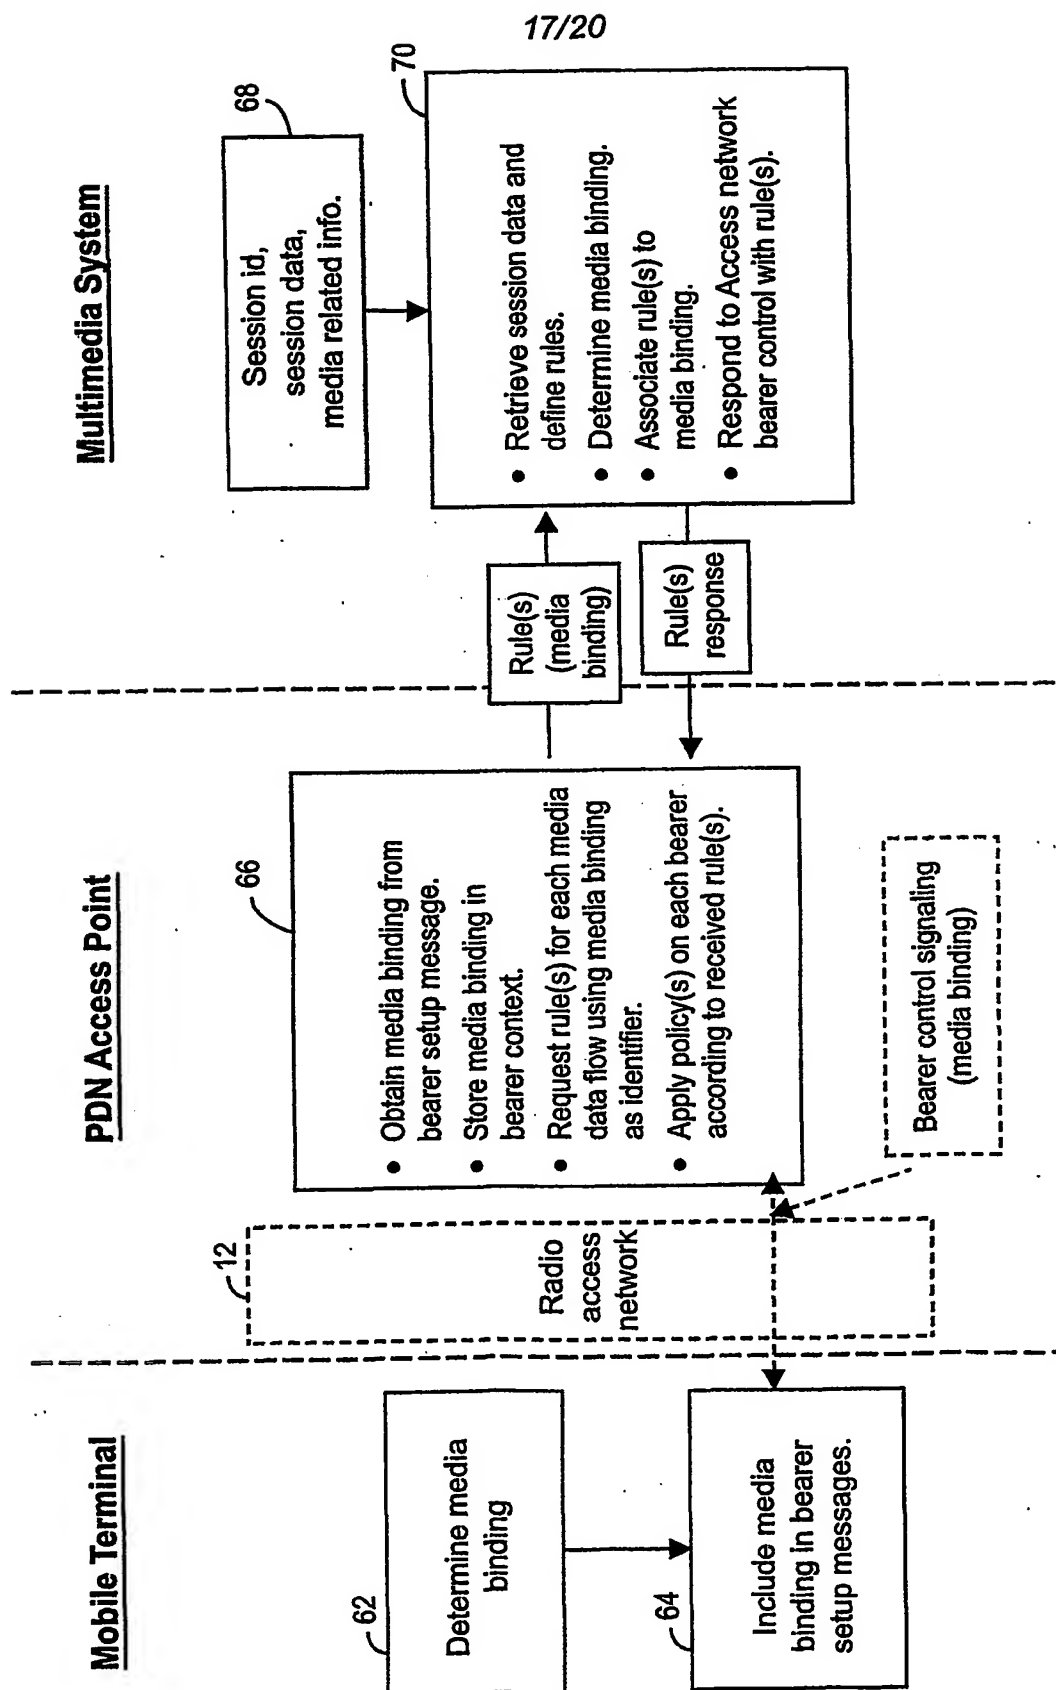 17/20
Mobile Terminal
PDN Access Point
Multimedia System
62
Determine media
binding
64
Include media
binding in bearer
setup messages.
12
Radio
access
network
66
• Obtain media binding from
bearer setup message.
• Store media binding in
bearer context.
• Request rule(s) for each media
data flow using media binding
as identifier.
• Apply policy(s) on each bearer
according to received rule(s).
Bearer control signaling
(media binding)
Rule(s)
(media
binding)
Rule(s)
response
68
Session id,
session data,
media related info.
70
• Retrieve session data and
define rules.
• Determine media binding.
• Associate rule(s) to
media binding.
• Respond to Access network
bearer control with rule(s).